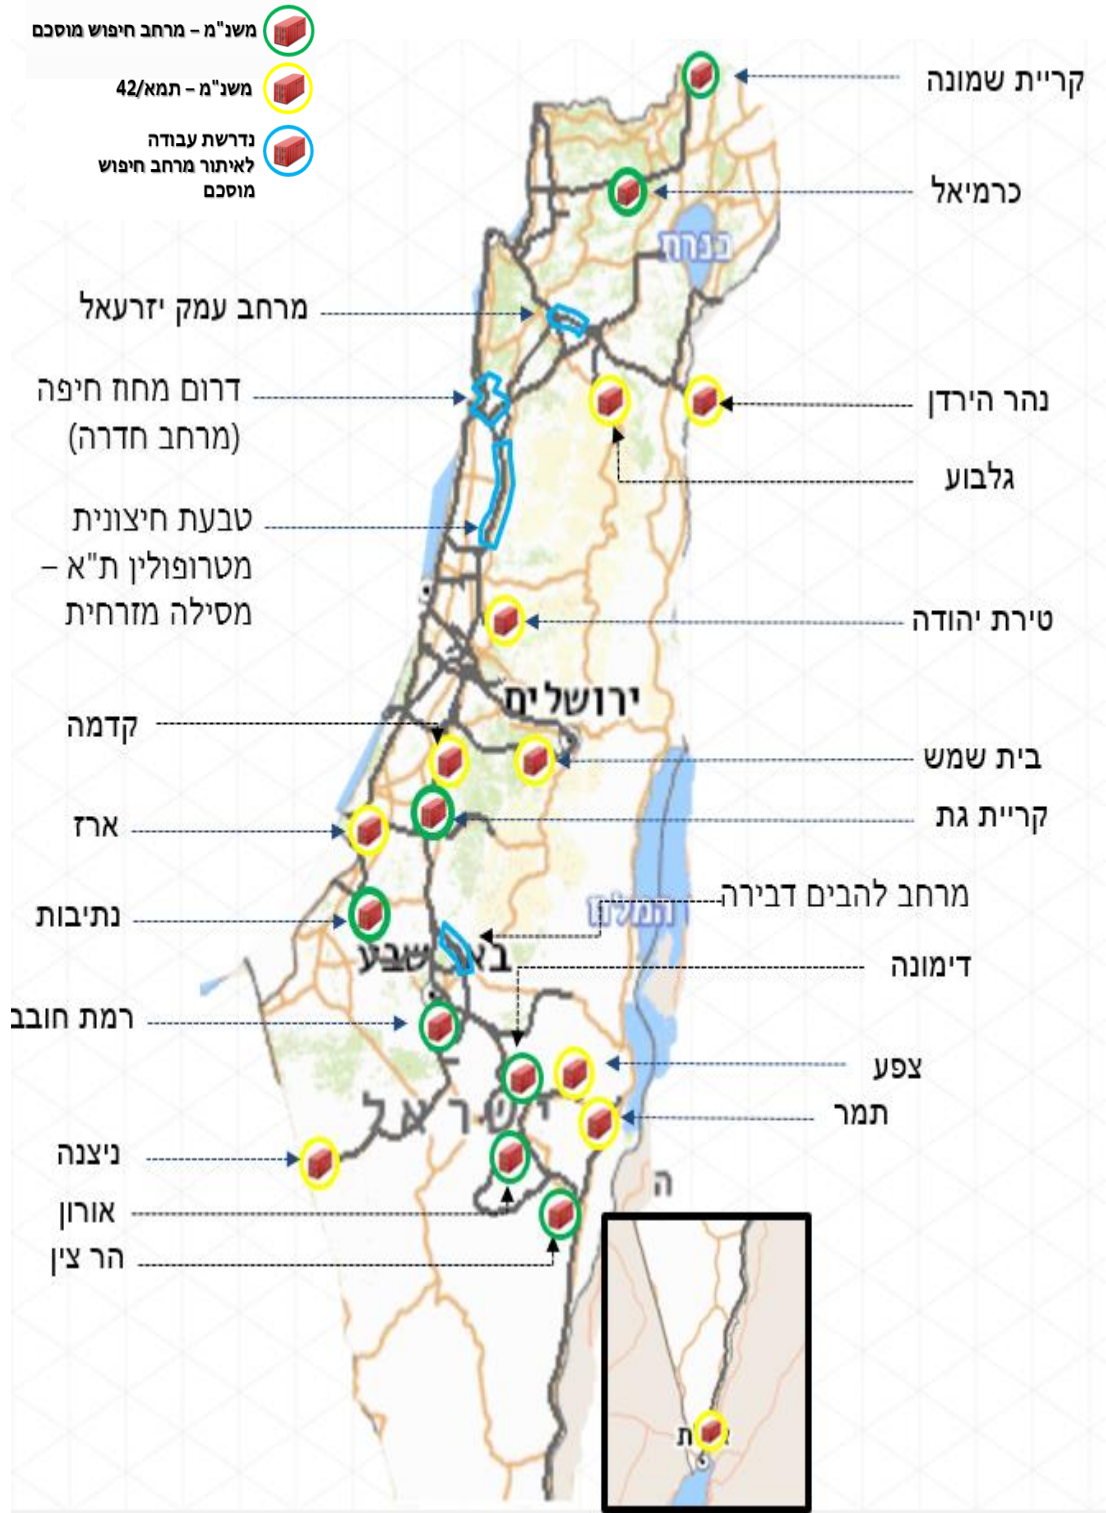 משנ"מ – מרחב חיפוש מוסכם
משנ"מ – תמא/42
נדרשת עבודה
לאיתור מרחב חיפוש
מוסכם
קריית שמונה
כרמיאל
כנרת
מרחב עמק יזרעאל
דרום מחוז חיפה
(מרחב חדרה)
נהר הירדן
גלבוע
טבעת חיצונית
מטרופולין ת"א –
מסילה מזרחית
טירת יהודה
ירושלים
קדמה
בית שמש
קריית גת
ארז
מרחב להבים דבירה
המלח
נתיבות
בא שבע
דימונה
רמת חובב
צפע
תמר
ישראל
ניצנה
ה
אורון
הר צין
ת